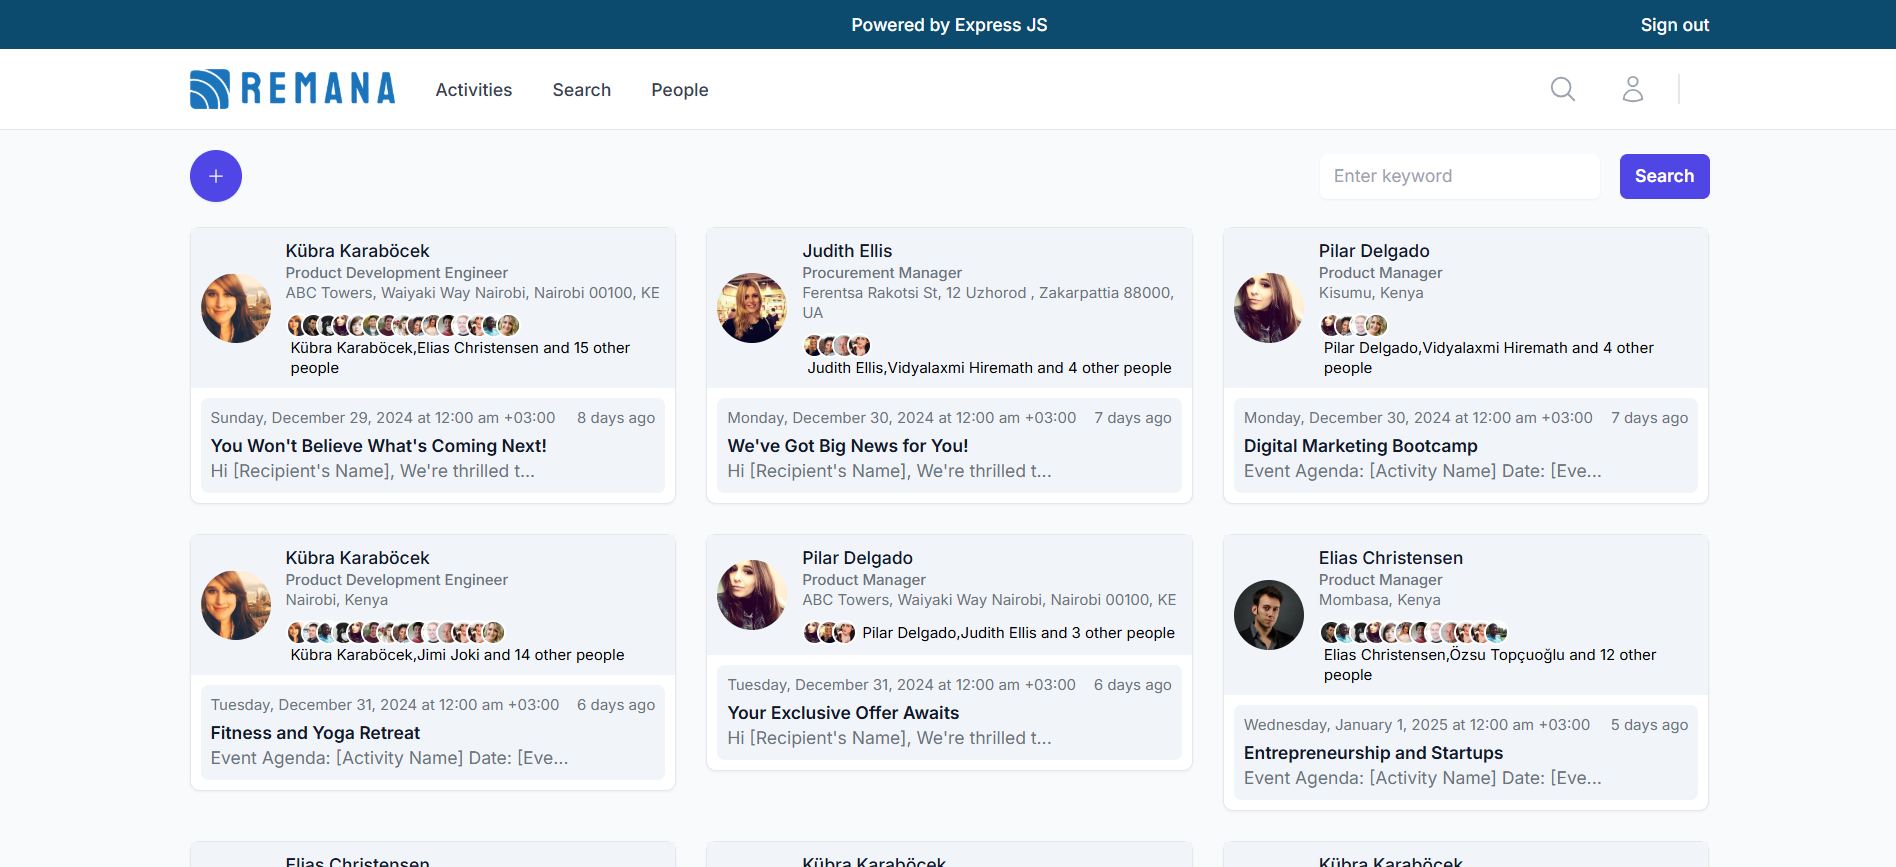 Powered by Express JS
Sign out
REMANA
Activities
Search
People
Enter keyword
Search
Kübra Karaböcek
Product Development Engineer
ABC Towers, Waiyaki Way Nairobi, Nairobi 00100, KE
Kübra Karaböcek,Elias Christensen and 15 other
people
Sunday, December 29, 2024 at 12:00 am +03:00
8 days ago
You Won't Believe What's Coming Next!
Hi [Recipient's Name], We're thrilled t...
Judith Ellis
Procurement Manager
Ferentsa Rakotsi St, 12 Uzhorod , Zakarpattia 88000,
UA
Judith Ellis,Vidyalaxmi Hiremath and 4 other people
Monday, December 30, 2024 at 12:00 am +03:00
7 days ago
We've Got Big News for You!
Hi [Recipient's Name], We're thrilled t...
Pilar Delgado
Product Manager
Kisumu, Kenya
Pilar Delgado,Vidyalaxmi Hiremath and 4 other
people
Monday, December 30, 2024 at 12:00 am +03:00
7 days ago
Digital Marketing Bootcamp
Event Agenda: [Activity Name] Date: [Eve...
Kübra Karaböcek
Product Development Engineer
Nairobi, Kenya
Kübra Karaböcek,Jimi Joki and 14 other people
Tuesday, December 31, 2024 at 12:00 am +03:00
6 days ago
Fitness and Yoga Retreat
Event Agenda: [Activity Name] Date: [Eve...
Pilar Delgado
Product Manager
ABC Towers, Waiyaki Way Nairobi, Nairobi 00100, KE
Pilar Delgado,Judith Ellis and 3 other people
Tuesday, December 31, 2024 at 12:00 am +03:00
6 days ago
Your Exclusive Offer Awaits
Hi [Recipient's Name], We're thrilled t...
Elias Christensen
Product Manager
Mombasa, Kenya
Elias Christensen,Özsu Topçuoğlu and 12 other
people
Wednesday, January 1, 2025 at 12:00 am +03:00
5 days ago
Entrepreneurship and Startups
Event Agenda: [Activity Name] Date: [Eve...
Elias Christensen
Kübra Karaböcek
Kübra Karaböcek